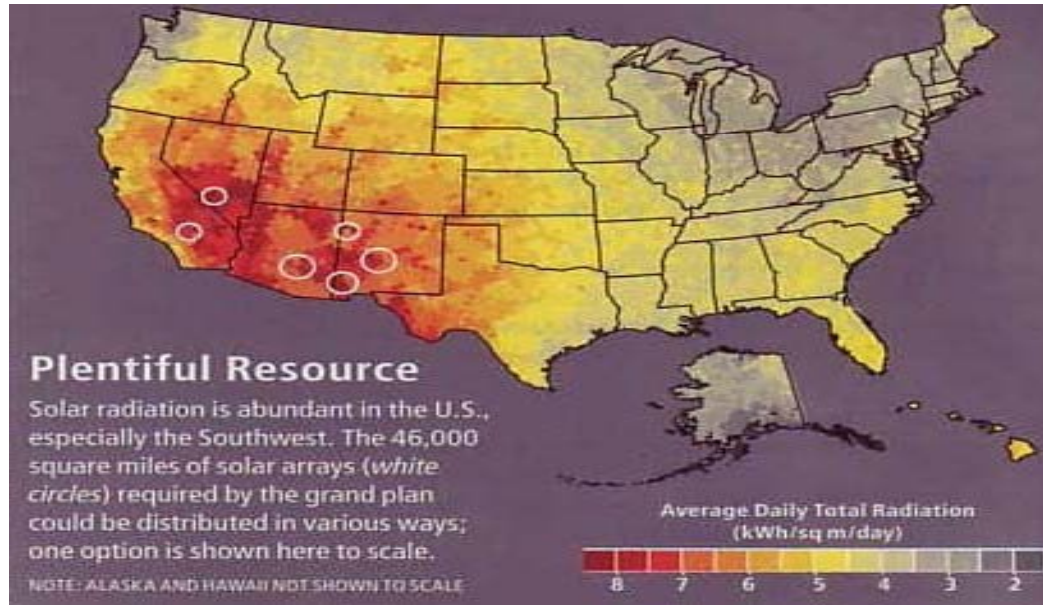 Plentiful Resource
Solar radiation is abundant in the U.S.,
especially the Southwest. The 46,000
square miles of solar arrays (white
circles) required by the grand plan
could be distributed in various ways;
one option is shown here to scale.
NOTE: ALASKA AND HAWAII NOT SHOWN TO SCALE
Average Daily Total Radiation
(kWh/sq m/day)
8 7 6 5 4 3 2